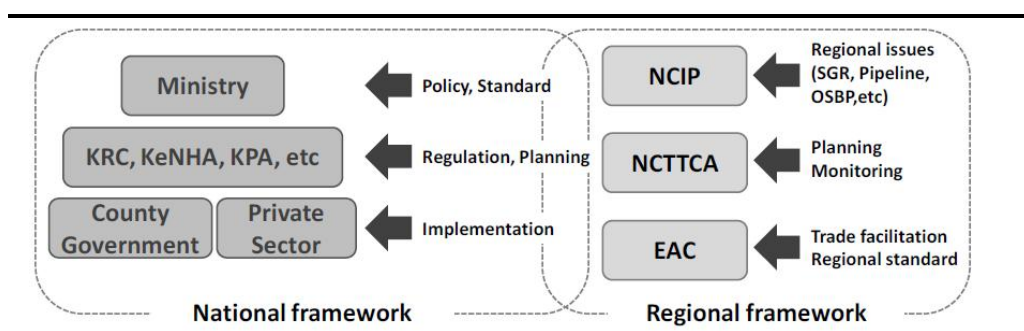 Ministry
Policy, Standard
KRC, KeNHA, KPA, etc
Regulation, Planning
County
Government
Private
Sector
Implementation
National framework
NCIP
Regional issues
(SGR, Pipeline,
OSBP,etc)
NCTTCA
Planning
Monitoring
EAC
Trade facilitation
Regional standard
Regional framework